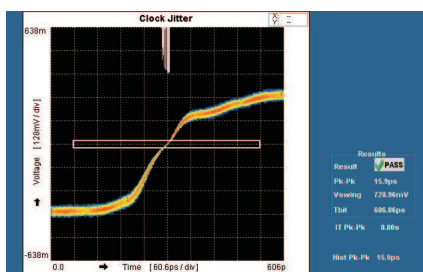 Clock Jitter
X: --
Y: --
638m
Voltage [128mV / div]
-638m
0.0
Time [60.6ps / div]
606p
Results
Result PASS
Pk-Pk 15.9ps
Vswing 720.96mV
Tbit 606.06ps
IT Pk-Pk 0.00s
Hist Pk-Pk 15.9ps